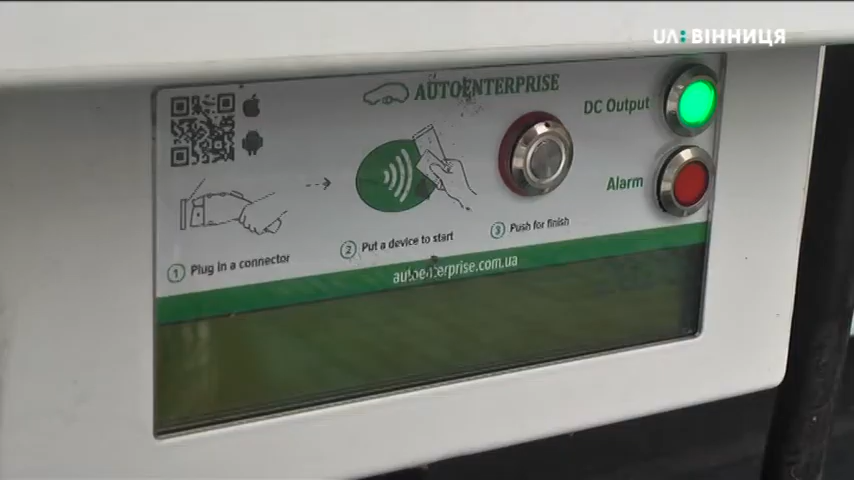 UA: ВІННИЦЯ
AUTOENTERPRISE
DC Output
Alarm
1 Plug in a connector
2 Put a device to start
3 Push for finish
autoenterprise.com.ua